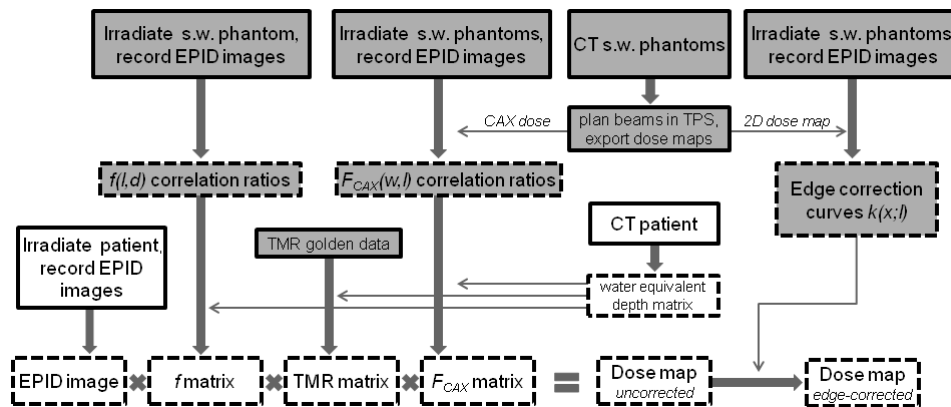 Irradiate s.w. phantom,
record EPID images
Irradiate s.w. phantoms,
record EPID images
CT s.w. phantoms
Irradiate s.w. phantoms,
record EPID images
CAX dose
plan beams in TPS,
export dose maps
2D dose map
f(l,d) correlation ratios
F_CAX(w,l) correlation ratios
Edge correction
curves k(x;l)
Irradiate patient,
record EPID
images
TMR golden data
CT patient
water equivalent
depth matrix
EPID image × f matrix × TMR matrix × F_CAX matrix = Dose map
uncorrected
Dose map
edge-corrected